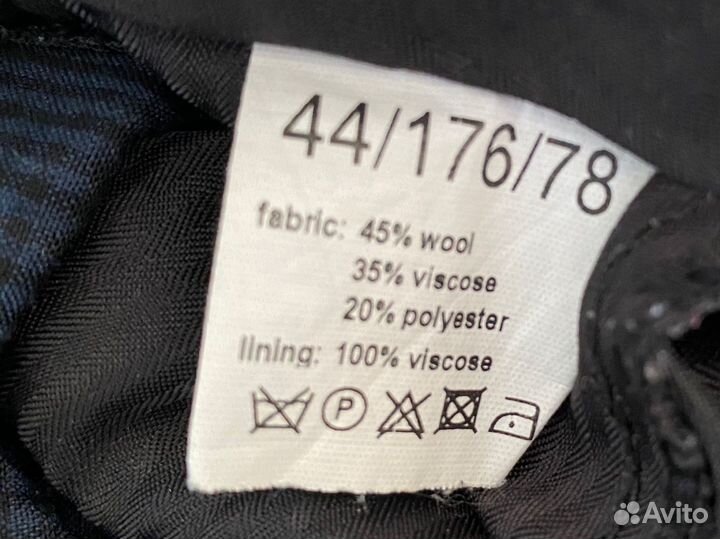 44/176/78
fabric: 45% wool
35% viscose
20% polyester
lining: 100% viscose
P
Avito